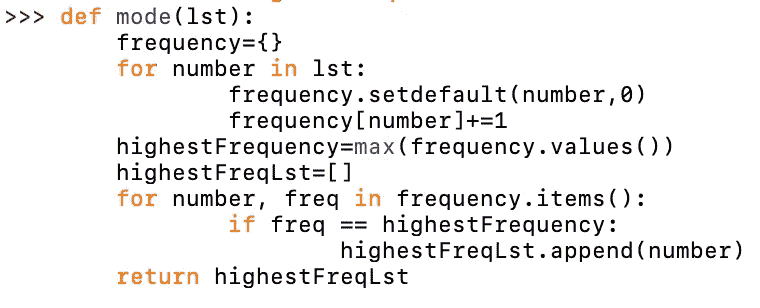 >>> def mode(lst):
        frequency={}
        for number in lst:
                frequency.setdefault(number,0)
                frequency[number]+=1
        highestFrequency=max(frequency.values())
        highestFreqLst=[]
        for number, freq in frequency.items():
                if freq == highestFrequency:
                        highestFreqLst.append(number)
        return highestFreqLst